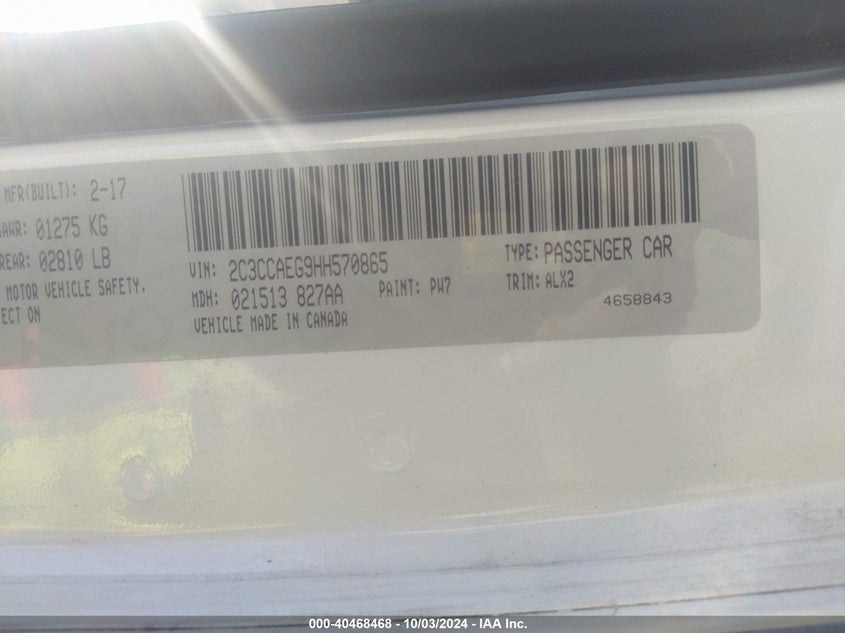 MFR(BUILT): 2-17
GAWR: 01275 KG
REAR: 02810 LB
MOTOR VEHICLE SAFETY,
ECT ON
VIN: 2C3CCAEG9HH570865
TYPE: PASSENGER CAR
MDH: 021513 827AA
PAINT: PW7
TRIM: ALX2
VEHICLE MADE IN CANADA
4658843
000-40468468 - 10/03/2024 - IAA Inc.